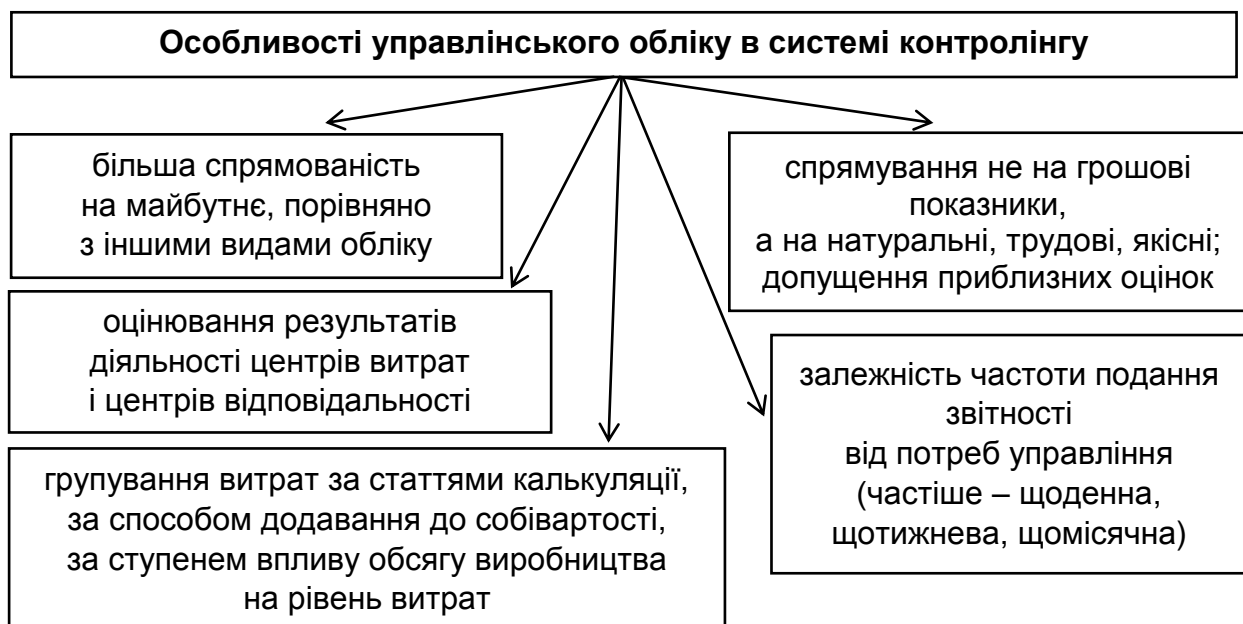 Особливості управлінського обліку в системі контролінгу
більша спрямованість
на майбутнє, порівняно
з іншими видами обліку
спрямування не на грошові
показники,
а на натуральні, трудові, якісні;
допущення приблизних оцінок
оцінювання результатів
діяльності центрів витрат
і центрів відповідальності
залежність частоти подання
звітності
від потреб управління
(частіше – щоденна,
щотижнева, щомісячна)
групування витрат за статтями калькуляції,
за способом додавання до собівартості,
за ступенем впливу обсягу виробництва
на рівень витрат